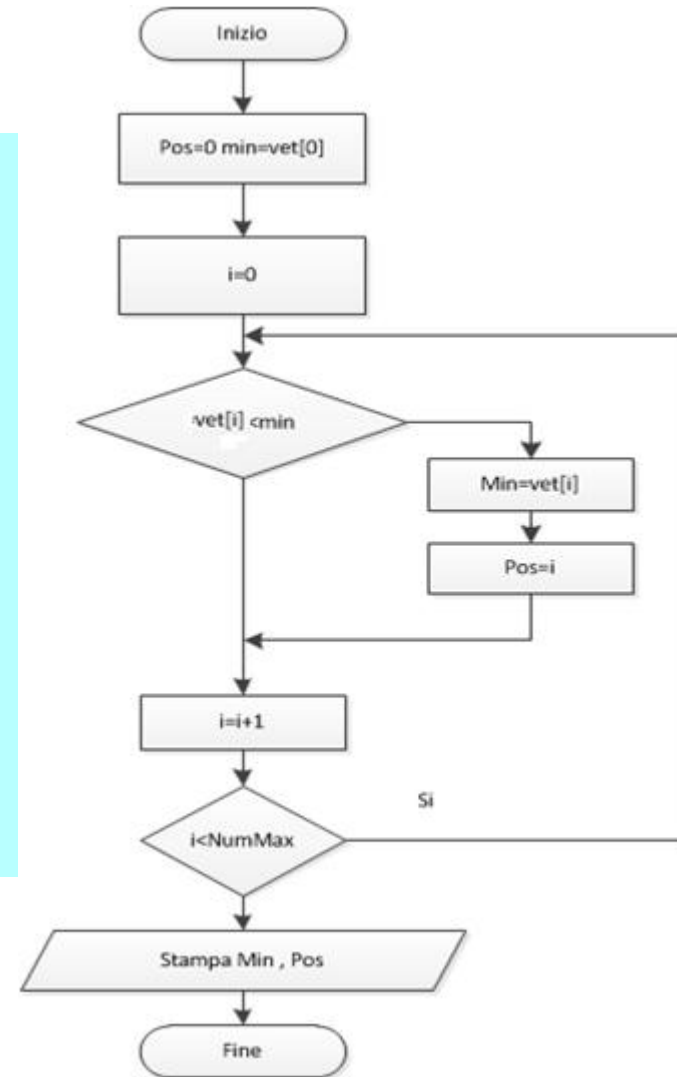 Inizio
Pos=0 min=vet[0]
i=0
vet[i] <min
Min=vet[i]
Pos=i
i=i+1
Si
i<NumMax
Stampa Min , Pos
Fine